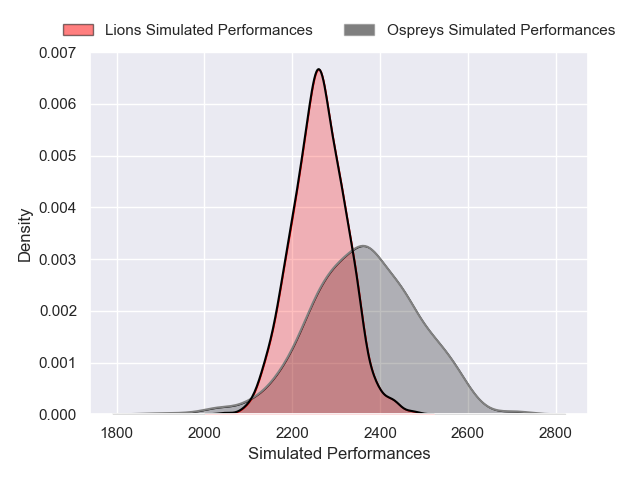 Lions Simulated Performances Ospreys Simulated Performances
0.007
0.006
0.005
0.004
0.003
0.002
0.001
0.000
Density
1800 2000 2200 2400 2600 2800
Simulated Performances